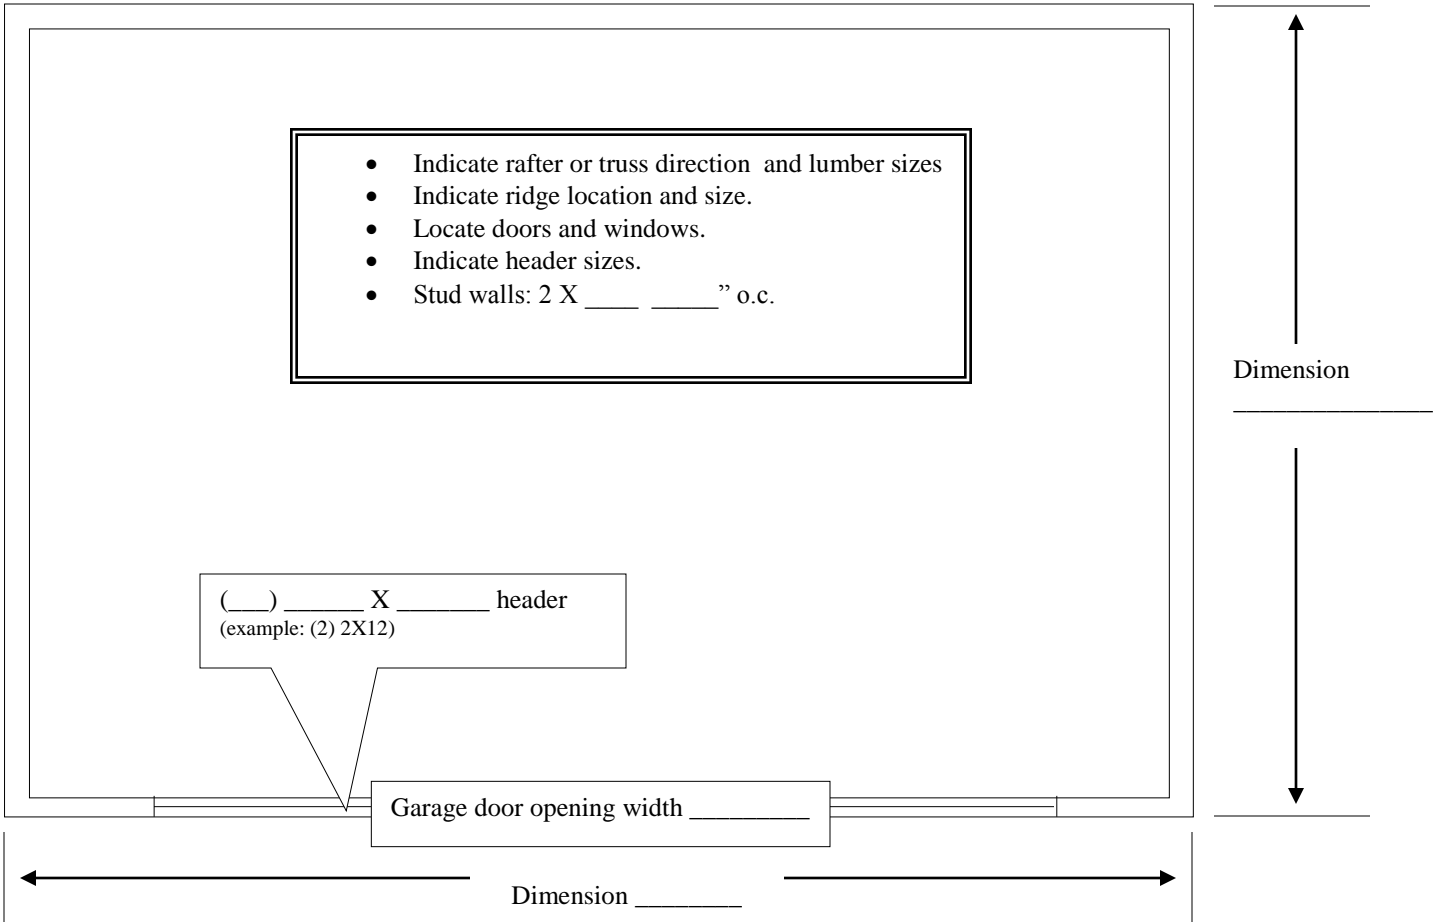 • Indicate rafter or truss direction  and lumber sizes
• Indicate ridge location and size.
• Locate doors and windows.
• Indicate header sizes.
• Stud walls: 2 X ____  _____” o.c.
Dimension
_______________
(___) ______ X _______ header
(example: (2) 2X12)
Garage door opening width _________
Dimension ________